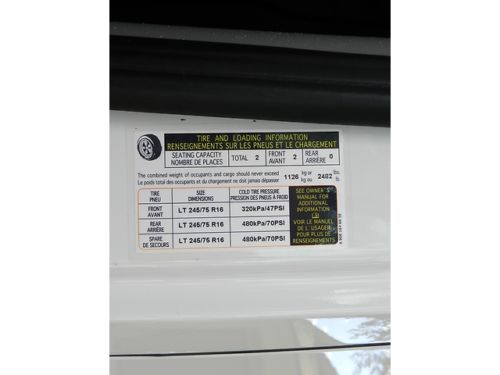 TIRE AND LOADING INFORMATION
RENSEIGNEMENTS SUR LES PNEUS ET LE CHARGEMENT
SEATING CAPACITY NOMBRE DE PLACES TOTAL 2 FRONT AVANT 2 REAR ARRIÈRE 0
The combined weight of occupants and cargo should never exceed 1126 kg or 2482 lbs.
Le poids total des occupants et du chargement ne doit jamais dépasser kg ou
TIRE PNEU SIZE DIMENSIONS COLD TIRE PRESSURE PRESSION DES PNEUS À FROID
FRONT AVANT LT 245/75 R16 320kPa/47PSI
REAR ARRIÈRE LT 245/75 R16 480kPa/70PSI
SPARE DE SECOURS LT 245/75 R16 480kPa/70PSI
SEE OWNER'S
MANUAL FOR
ADDITIONAL
INFORMATION
VOIR LE MANUEL
DE L'USAGER
POUR PLUS DE
RENSEIGNEMENTS